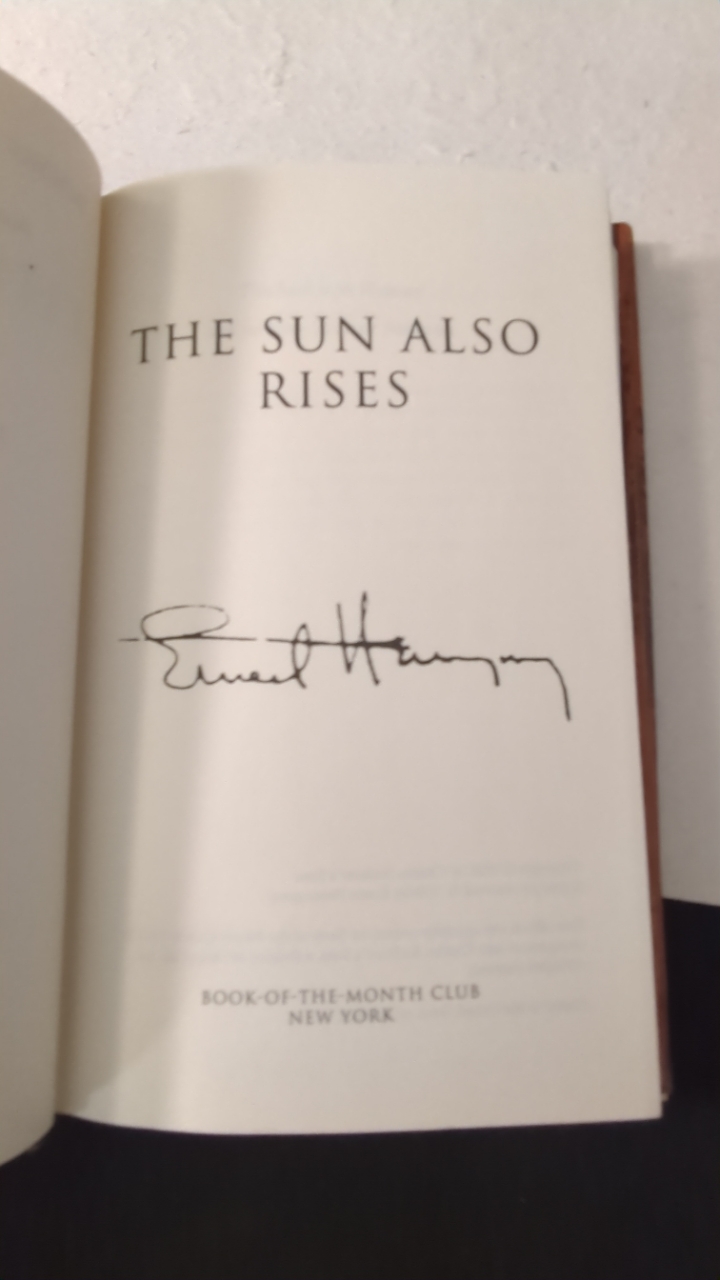 THE SUN ALSO
RISES
Ernest Hemingway
BOOK-OF-THE-MONTH CLUB
NEW YORK